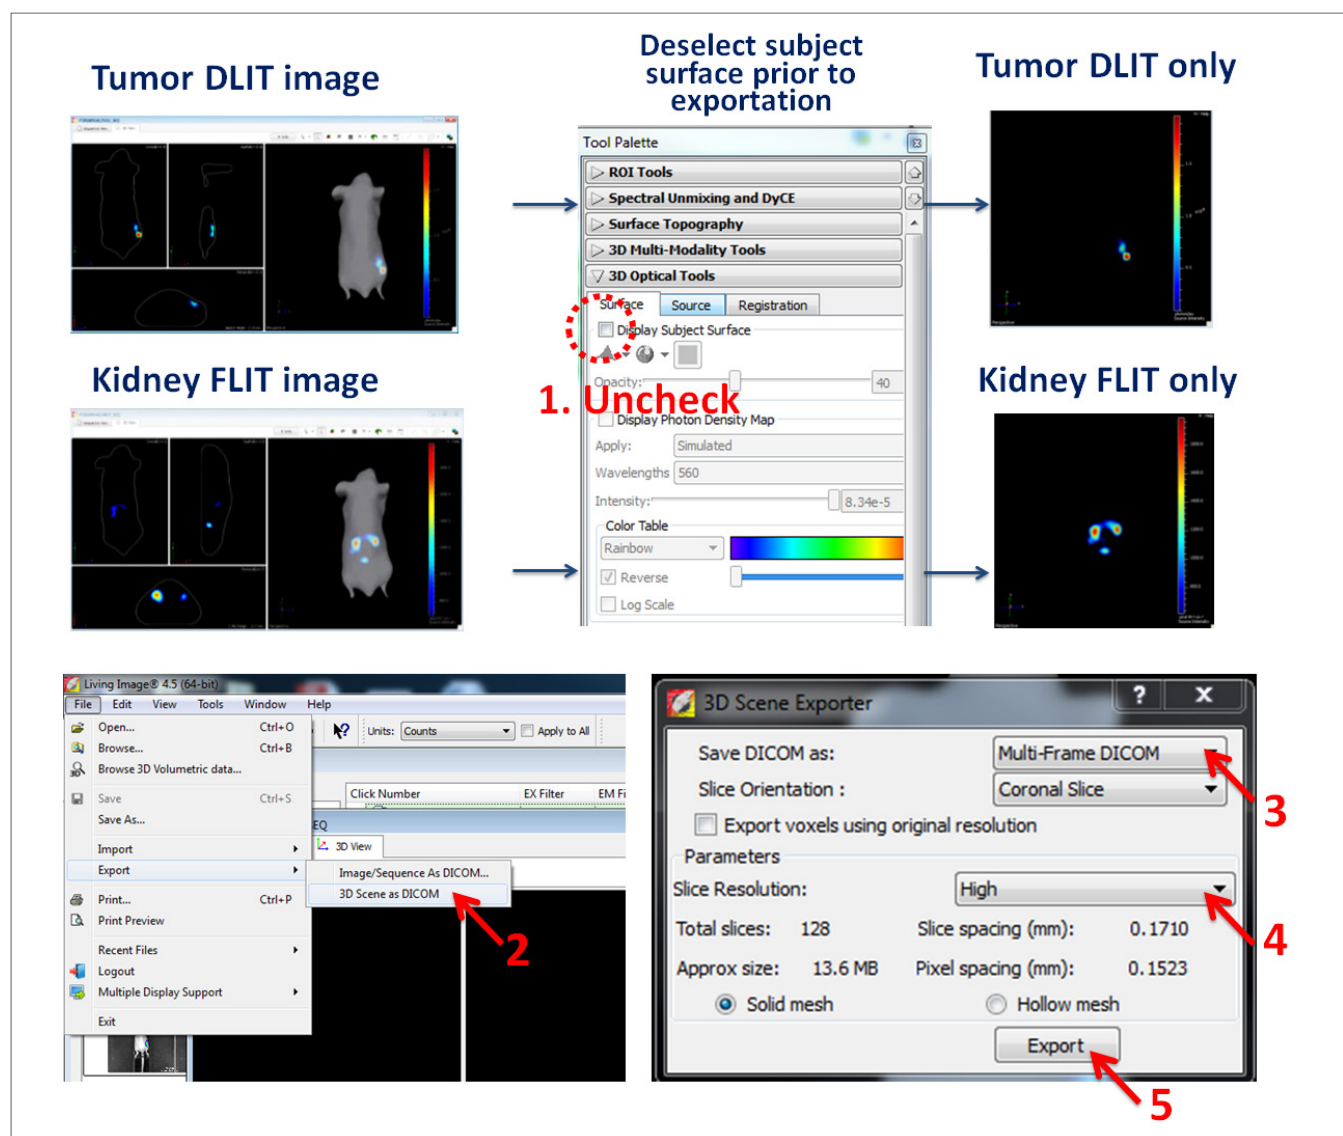 Tumor DLIT image
Deselect subject
surface prior to
exportation
Tumor DLIT only
Tool Palette
ROI Tools
Spectral Unmixing and DyCE
Surface Topography
3D Multi-Modality Tools
3D Optical Tools
Surface Source Registration
Display Subject Surface
Opacity: 40
1. Uncheck
Display Photon Density Map
Apply: Simulated
Wavelengths 560
Intensity: 8.34e-5
Color Table
Rainbow
Reverse
Log Scale
Kidney FLIT image
Kidney FLIT only
Living Image® 4.5 (64-bit)
File Edit View Tools Window Help
Open... Ctrl+O
Browse... Ctrl+B
Browse 3D Volumetric data...
Save Ctrl+S
Save As...
Import
Export
Print... Ctrl+P
Print Preview
Recent Files
Logout
Multiple Display Support
Exit
Units: Counts Apply to All
Click Number EX Filter EM Fi
EQ
3D View
Image/Sequence As DICOM...
3D Scene as DICOM
2
3D Scene Exporter
? X
Save DICOM as: Multi-Frame DICOM
Slice Orientation : Coronal Slice
3
Export voxels using original resolution
Parameters
Slice Resolution: High
4
Total slices: 128 Slice spacing (mm): 0.1710
Approx size: 13.6 MB Pixel spacing (mm): 0.1523
Solid mesh Hollow mesh
Export
5